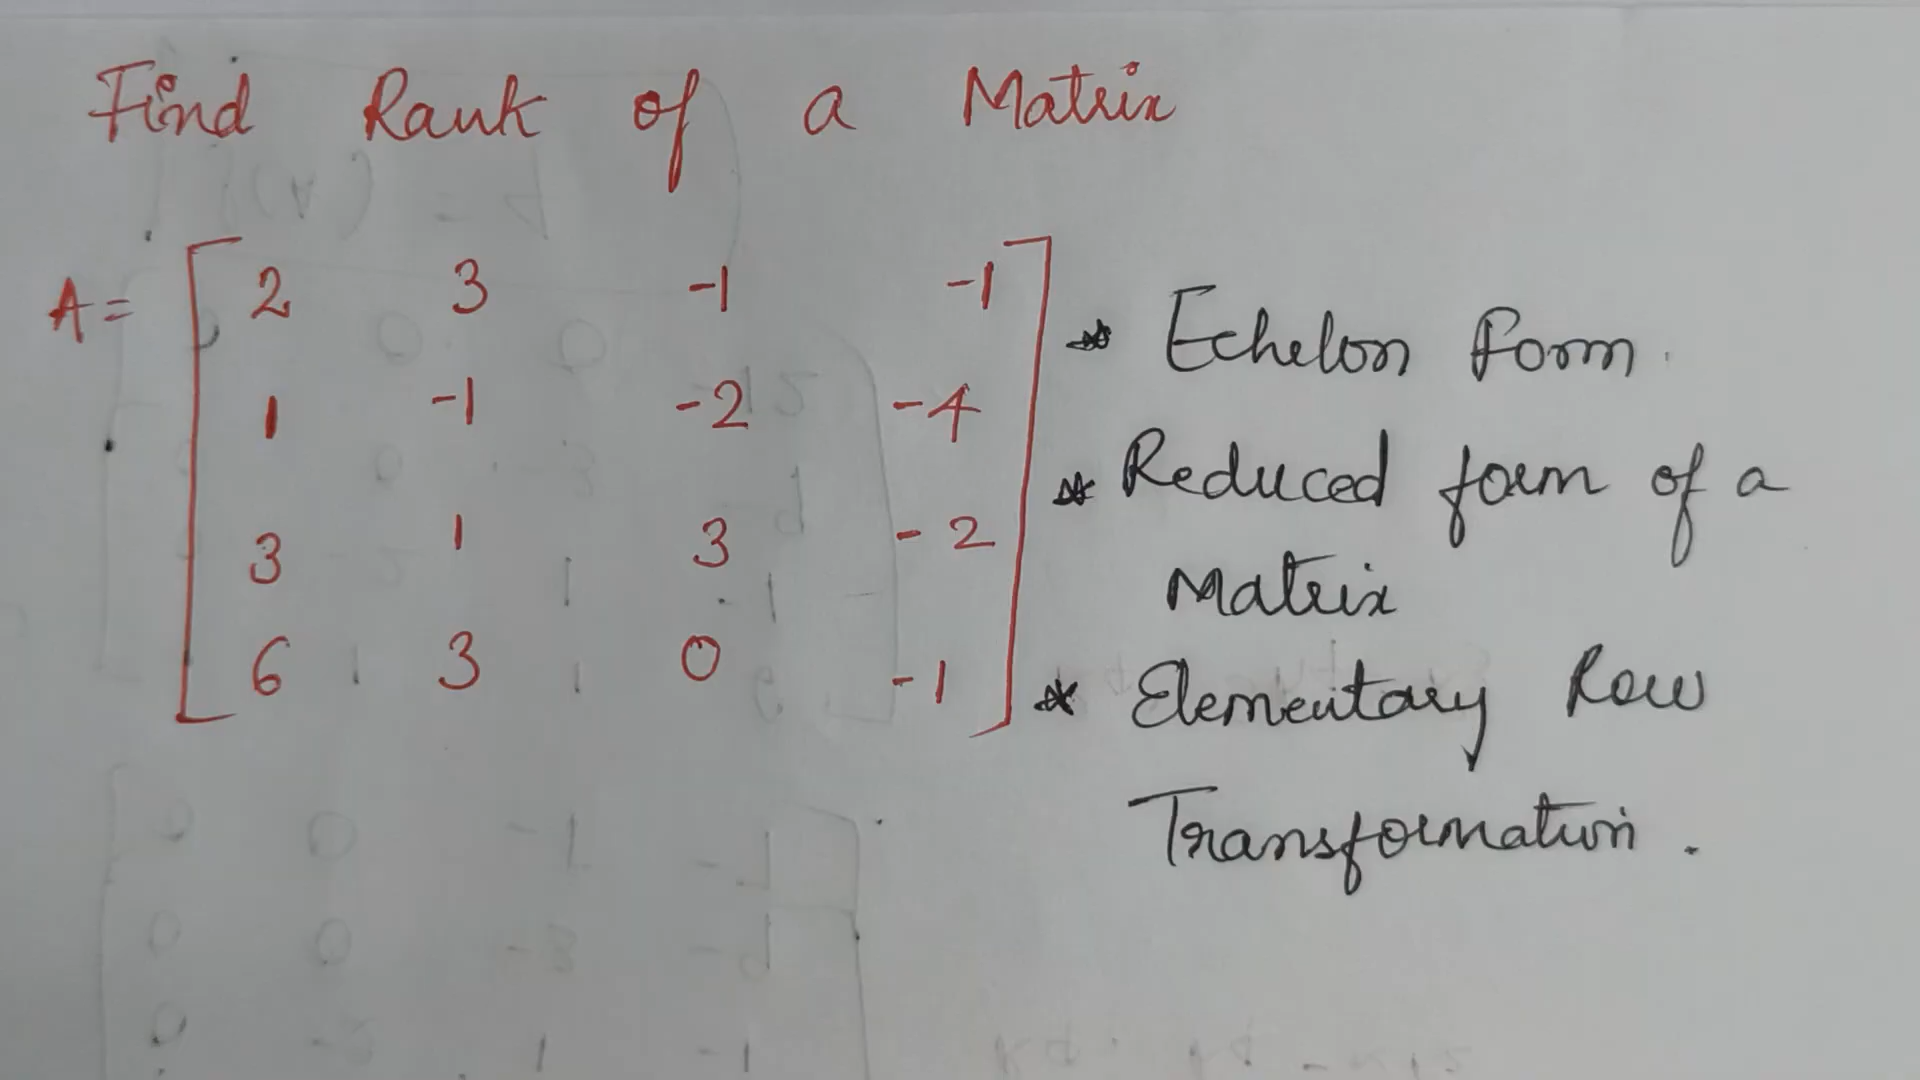 Find Rank of a Matrix
A= [ 2 3 -1 -1 ]
1 -1 -2 -4
3 1 3 -2
6 3 0 -1
* Echelon form.
* Reduced form of a
Matrix
* Elementary Row
Transformation.